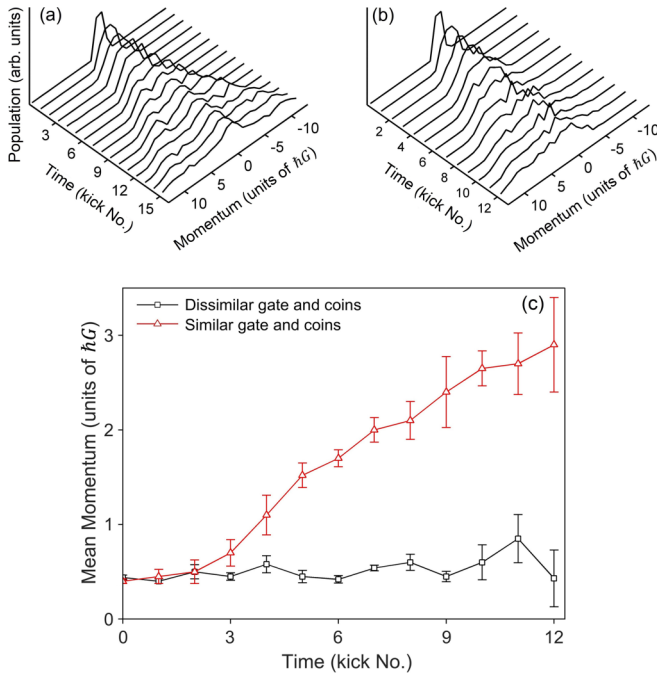 (a)
Population (arb. units)
3
6
9
12
15
Time (kick No.)
10
5
0
-5
-10
Momentum (units of ℏG)
(b)
2
4
6
8
10
12
Time (kick No.)
10
5
0
-5
-10
Momentum (units of ℏG)
(c)
Dissimilar gate and coins
Similar gate and coins
Mean Momentum (units of ℏG)
3
2
1
0
0 3 6 9 12
Time (kick No.)